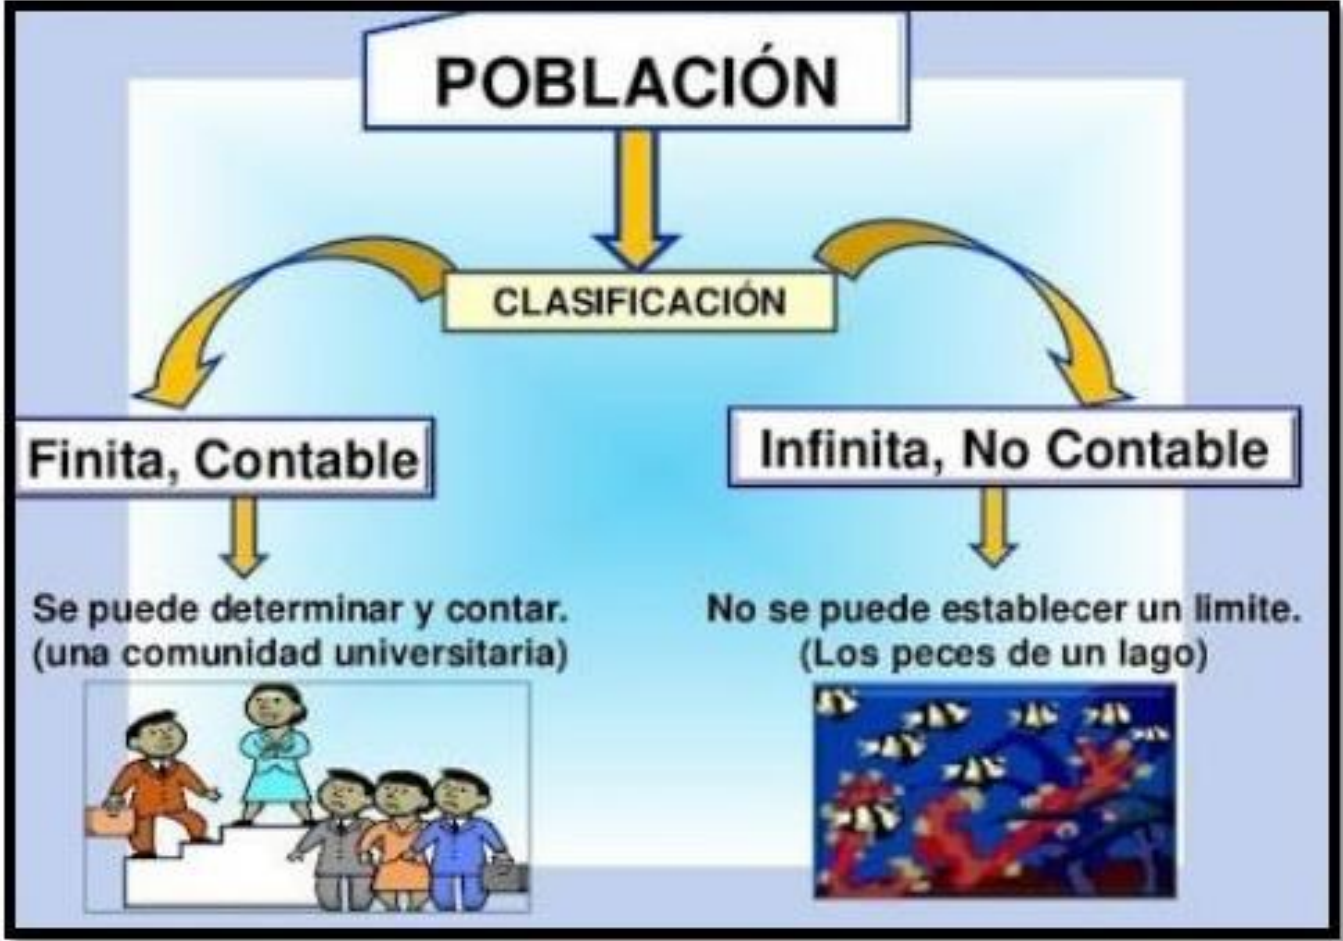 POBLACIÓN
CLASIFICACIÓN
Finita, Contable
Se puede determinar y contar.
(una comunidad universitaria)
Infinita, No Contable
No se puede establecer un limite.
(Los peces de un lago)